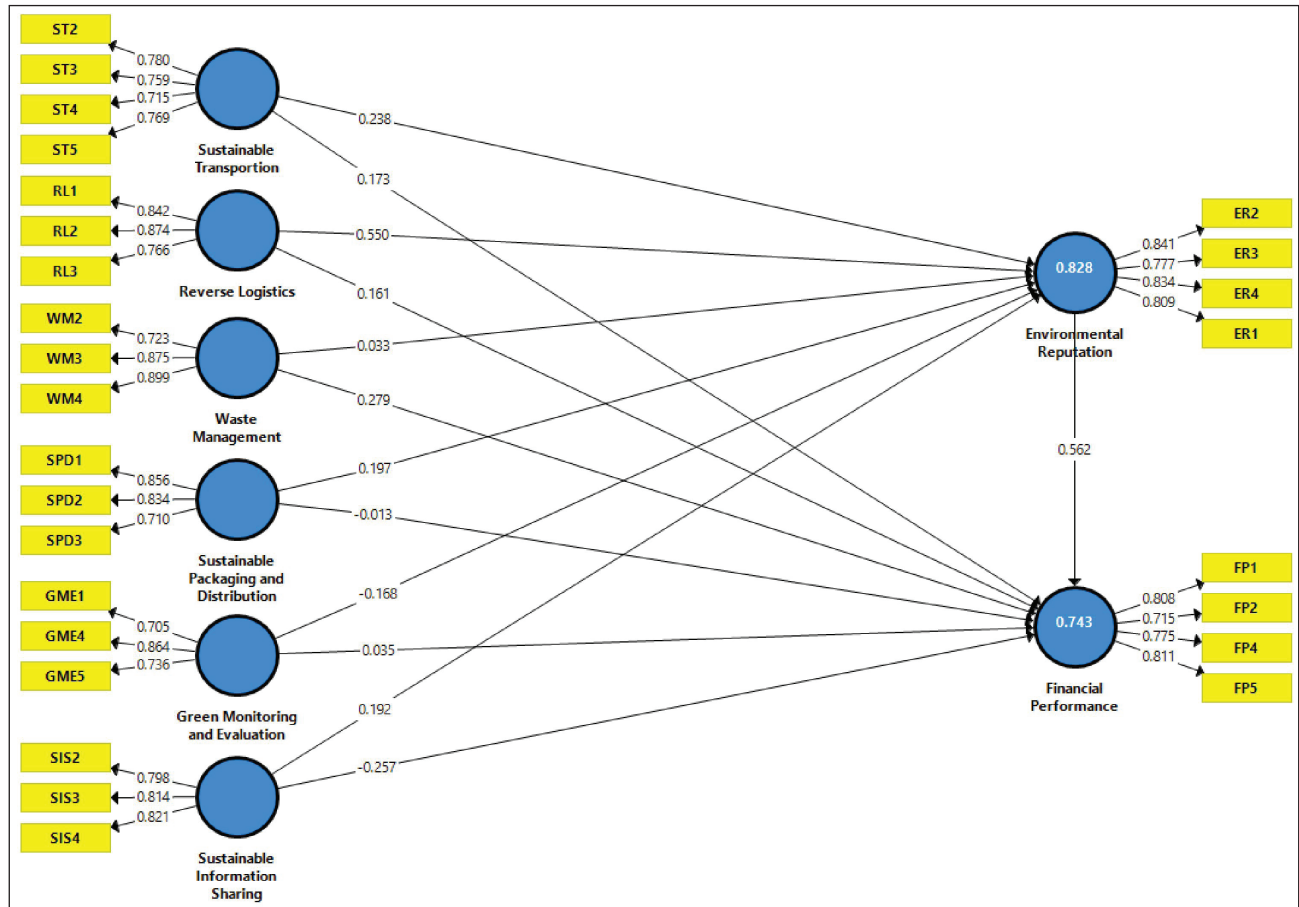 ST2
ST3
ST4
ST5
0.780
0.759
0.715
0.769
Sustainable
Transportion
RL1
RL2
RL3
0.842
0.874
0.766
Reverse Logistics
WM2
WM3
WM4
0.723
0.875
0.899
Waste
Management
SPD1
SPD2
SPD3
0.856
0.834
0.710
Sustainable
Packaging and
Distribution
GME1
GME4
GME5
0.705
0.864
0.736
Green Monitoring
and Evaluation
SIS2
SIS3
SIS4
0.798
0.814
0.821
Sustainable
Information
Sharing
0.238
0.173
0.550
0.161
0.033
0.279
0.197
-0.013
-0.168
0.035
0.192
-0.257
0.828
Environmental
Reputation
0.841
0.777
0.834
0.809
ER2
ER3
ER4
ER1
0.562
0.743
Financial
Performance
0.808
0.715
0.775
0.811
FP1
FP2
FP4
FP5